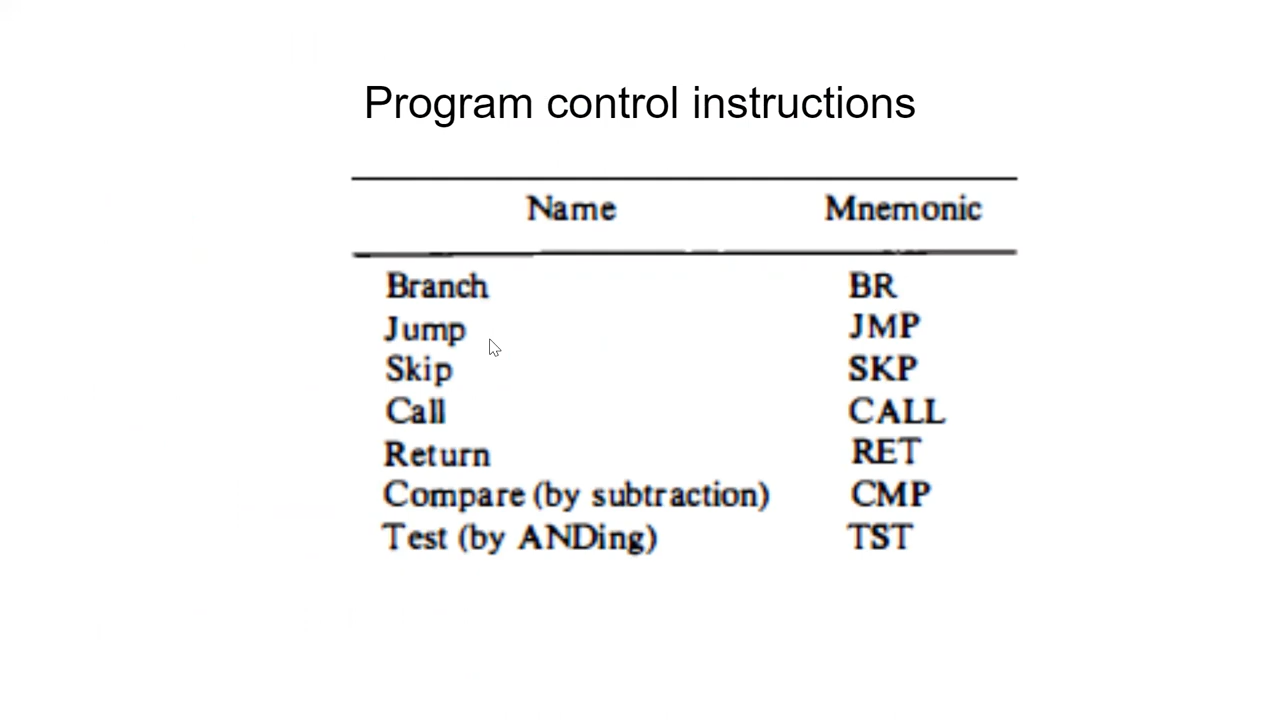 Program control instructions
Name Mnemonic
Branch BR
Jump JMP
Skip SKP
Call CALL
Return RET
Compare (by subtraction) CMP
Test (by ANDing) TST